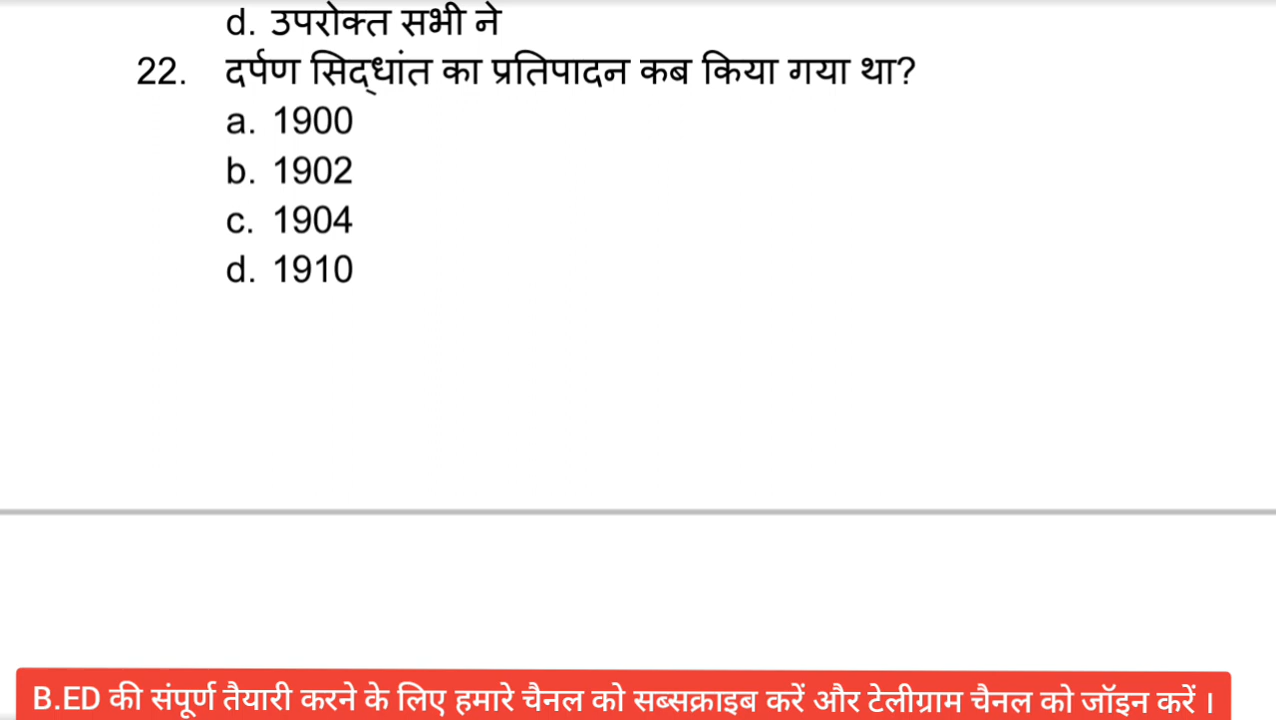 d. उपरोक्त सभी ने
22. दर्पण सिद्धांत का प्रतिपादन कब किया गया था?
a. 1900
b. 1902
c. 1904
d. 1910
B.ED की संपूर्ण तैयारी करने के लिए हमारे चैनल को सब्सक्राइब करें और टेलीग्राम चैनल को जॉइन करें ।